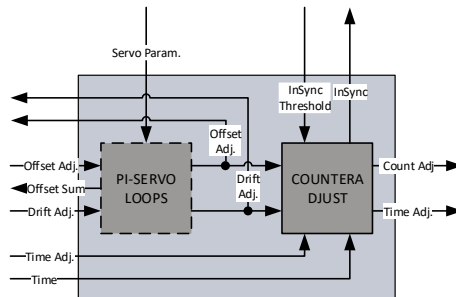 Servo Param.
InSync
Threshold
InSync
Offset
Adj.
Offset Adj.
Offset Sum
Drift Adj.
PI-SERVO
LOOPS
Drift
Adj.
COUNTERA
DJUST
Count Adj
Time Adj.
Time Adj.
Time